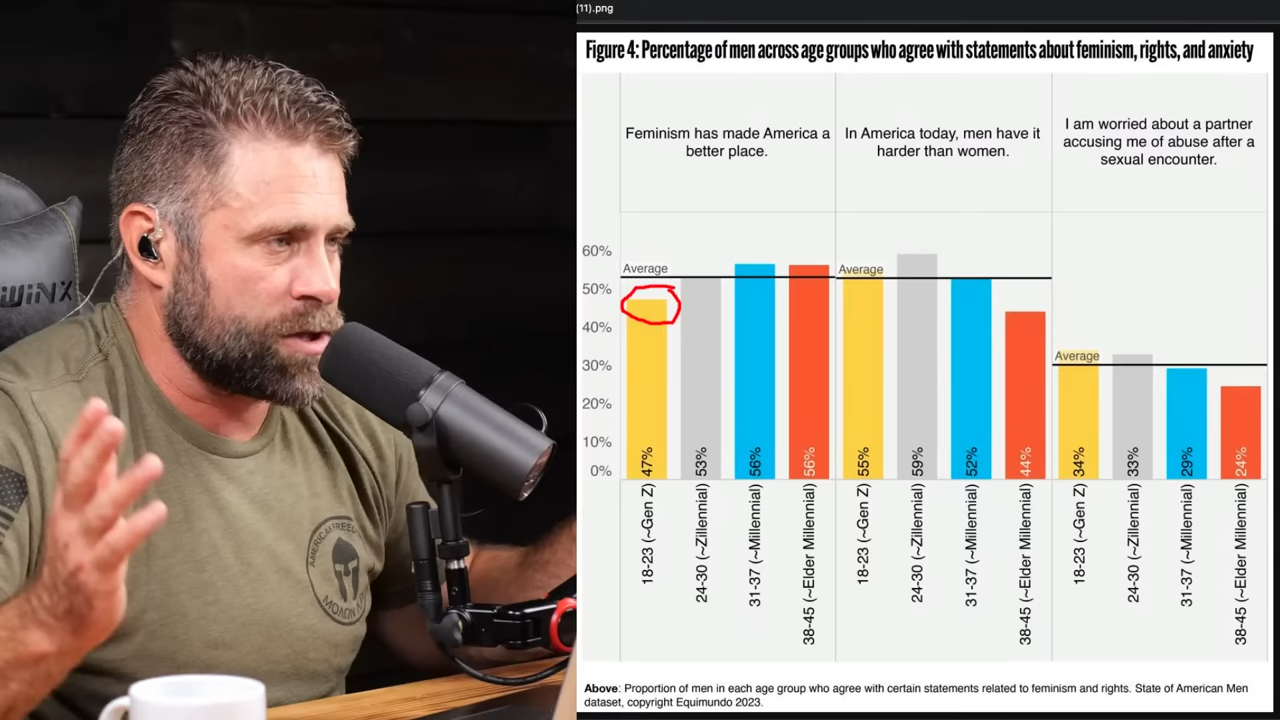 (11).png
Figure 4: Percentage of men across age groups who agree with statements about feminism, rights, and anxiety
Feminism has made America a
better place.
In America today, men have it
harder than women.
I am worried about a partner
accusing me of abuse after a
sexual encounter.
60%
50%
40%
30%
20%
10%
0%
Average
Average
Average
47%
53%
56%
56%
55%
59%
52%
44%
34%
33%
29%
24%
18-23 (~Gen Z)
24-30 (~Zillennial)
31-37 (~Millennial)
38-45 (~Elder Millennial)
18-23 (~Gen Z)
24-30 (~Zillennial)
31-37 (~Millennial)
38-45 (~Elder Millennial)
18-23 (~Gen Z)
24-30 (~Zillennial)
31-37 (~Millennial)
38-45 (~Elder Millennial)
Above: Proportion of men in each age group who agree with certain statements related to feminism and rights. State of American Men
dataset, copyright Equimundo 2023.
WiNX
AMERICAN
MOLON